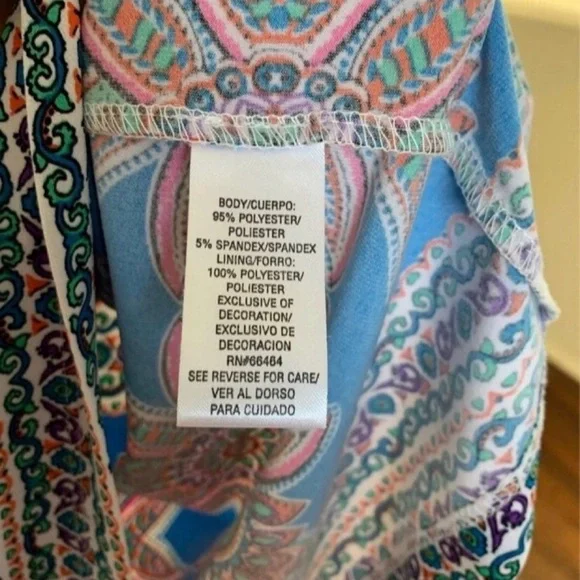 BODY/CUERPO:
95% POLYESTER/
POLIESTER
5% SPANDEX/SPANDEX
LINING/FORRO:
100% POLYESTER/
POLIESTER
EXCLUSIVE OF
DECORATION/
EXCLUSIVO DE
DECORACION
RN#66464
SEE REVERSE FOR CARE/
VER AL DORSO
PARA CUIDADO